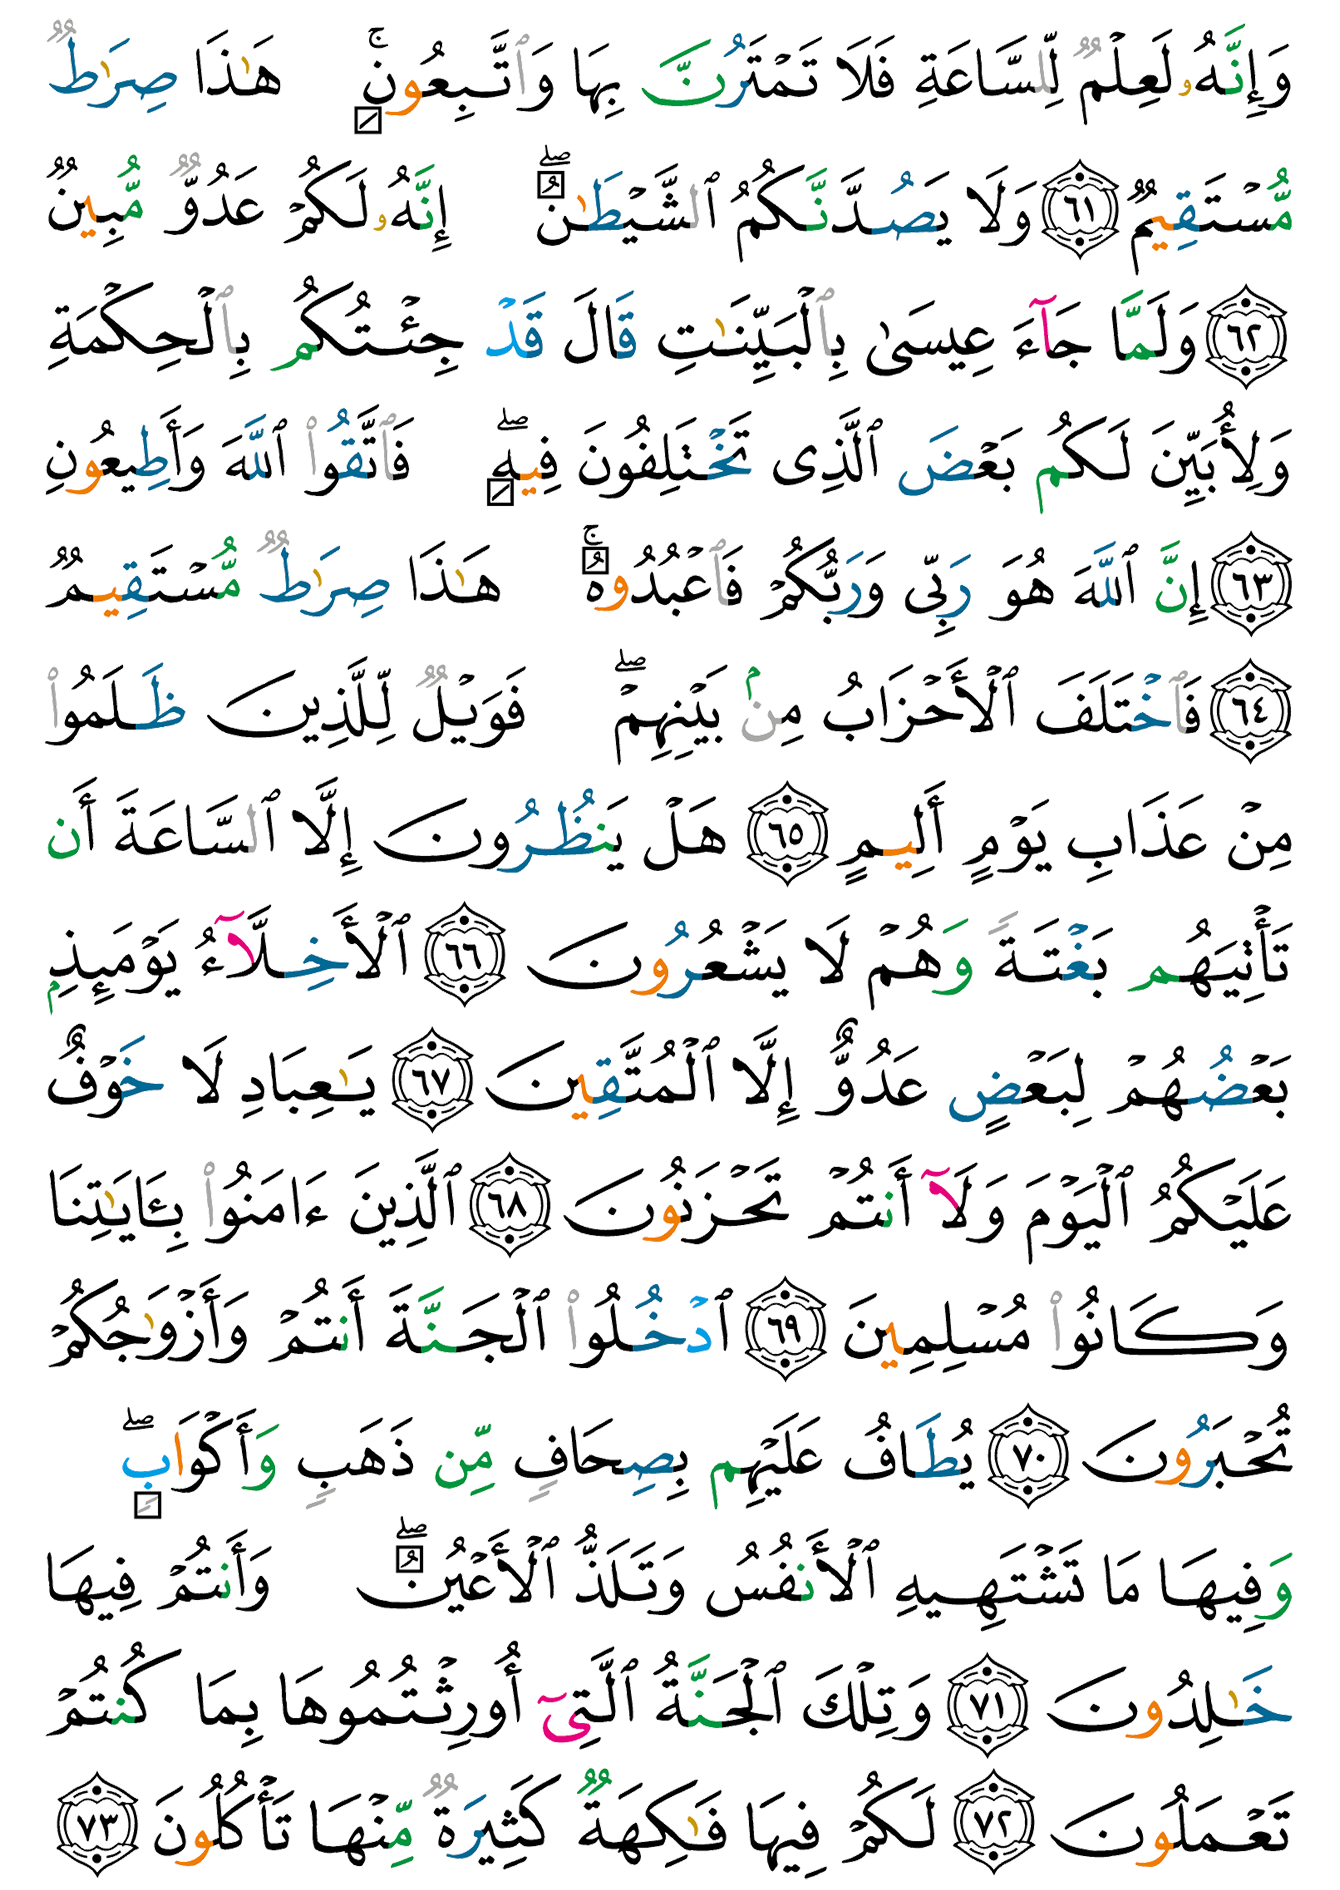 وَإِنَّهُۥ لَعِلْمٌ لِّلسَّاعَةِ فَلَا تَمْتَرُنَّ بِهَا وَٱتَّبِعُونِ ۚ هَـٰذَا صِرَٰطٌ
مُّسْتَقِيمٌ ٦١ وَلَا يَصُدَّنَّكُمُ ٱلشَّيْطَـٰنُ ۖ إِنَّهُۥ لَكُمْ عَدُوٌّ مُّبِينٌ
٦٢ وَلَمَّا جَآءَ عِيسَىٰ بِٱلْبَيِّنَـٰتِ قَالَ قَدْ جِئْتُكُم بِٱلْحِكْمَةِ
وَلِأُبَيِّنَ لَكُم بَعْضَ ٱلَّذِى تَخْتَلِفُونَ فِيهِ ۖ فَٱتَّقُوا۟ ٱللَّهَ وَأَطِيعُونِ
٦٣ إِنَّ ٱللَّهَ هُوَ رَبِّى وَرَبُّكُمْ فَٱعْبُدُوهُ ۚ هَـٰذَا صِرَٰطٌ مُّسْتَقِيمٌ
٦٤ فَٱخْتَلَفَ ٱلْأَحْزَابُ مِنۢ بَيْنِهِمْ ۖ فَوَيْلٌ لِّلَّذِينَ ظَلَمُوا۟
مِنْ عَذَابِ يَوْمٍ أَلِيمٍ ٦٥ هَلْ يَنظُرُونَ إِلَّا ٱلسَّاعَةَ أَن
تَأْتِيَهُم بَغْتَةً وَهُمْ لَا يَشْعُرُونَ ٦٦ ٱلْأَخِلَّآءُ يَوْمَئِذٍۭ
بَعْضُهُمْ لِبَعْضٍ عَدُوٌّ إِلَّا ٱلْمُتَّقِينَ ٦٧ يَـٰعِبَادِ لَا خَوْفٌ
عَلَيْكُمُ ٱلْيَوْمَ وَلَآ أَنتُمْ تَحْزَنُونَ ٦٨ ٱلَّذِينَ ءَامَنُوا۟ بِـَٔايَـٰتِنَا
وَكَانُوا۟ مُسْلِمِينَ ٦٩ ٱدْخُلُوا۟ ٱلْجَنَّةَ أَنتُمْ وَأَزْوَٰجُكُمْ
تُحْبَرُونَ ٧٠ يُطَافُ عَلَيْهِم بِصِحَافٍ مِّن ذَهَبٍ وَأَكْوَابٍ ۖ
وَفِيهَا مَا تَشْتَهِيهِ ٱلْأَنفُسُ وَتَلَذُّ ٱلْأَعْيُنُ ۖ وَأَنتُمْ فِيهَا
خَـٰلِدُونَ ٧١ وَتِلْكَ ٱلْجَنَّةُ ٱلَّتِىٓ أُورِثْتُمُوهَا بِمَا كُنتُمْ
تَعْمَلُونَ ٧٢ لَكُمْ فِيهَا فَـٰكِهَةٌ كَثِيرَةٌ مِّنْهَا تَأْكُلُونَ ٧٣